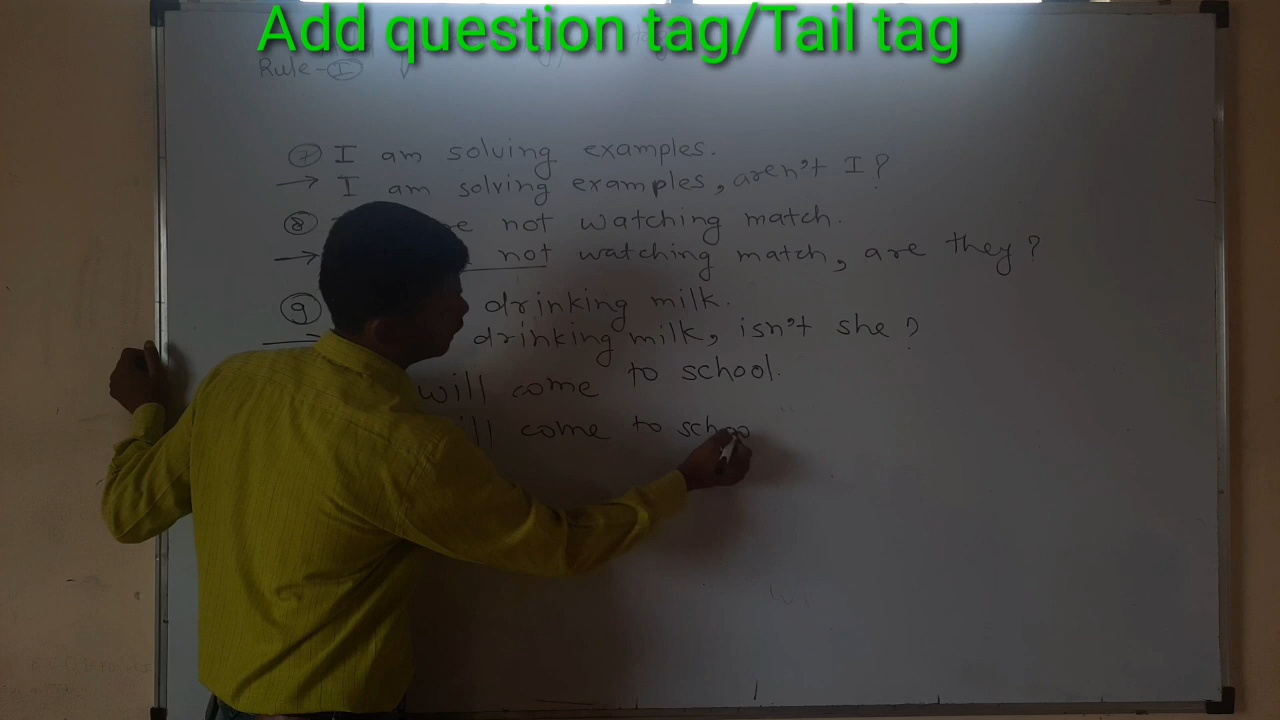 Add question tag/Tail tag
Rule-I
7 I am solving examples.
→ I am solving examples, aren't I?
8 not watching match.
→ not watching match, are they?
9 drinking milk.
drinking milk, isn't she?
will come to school.
come to schoo